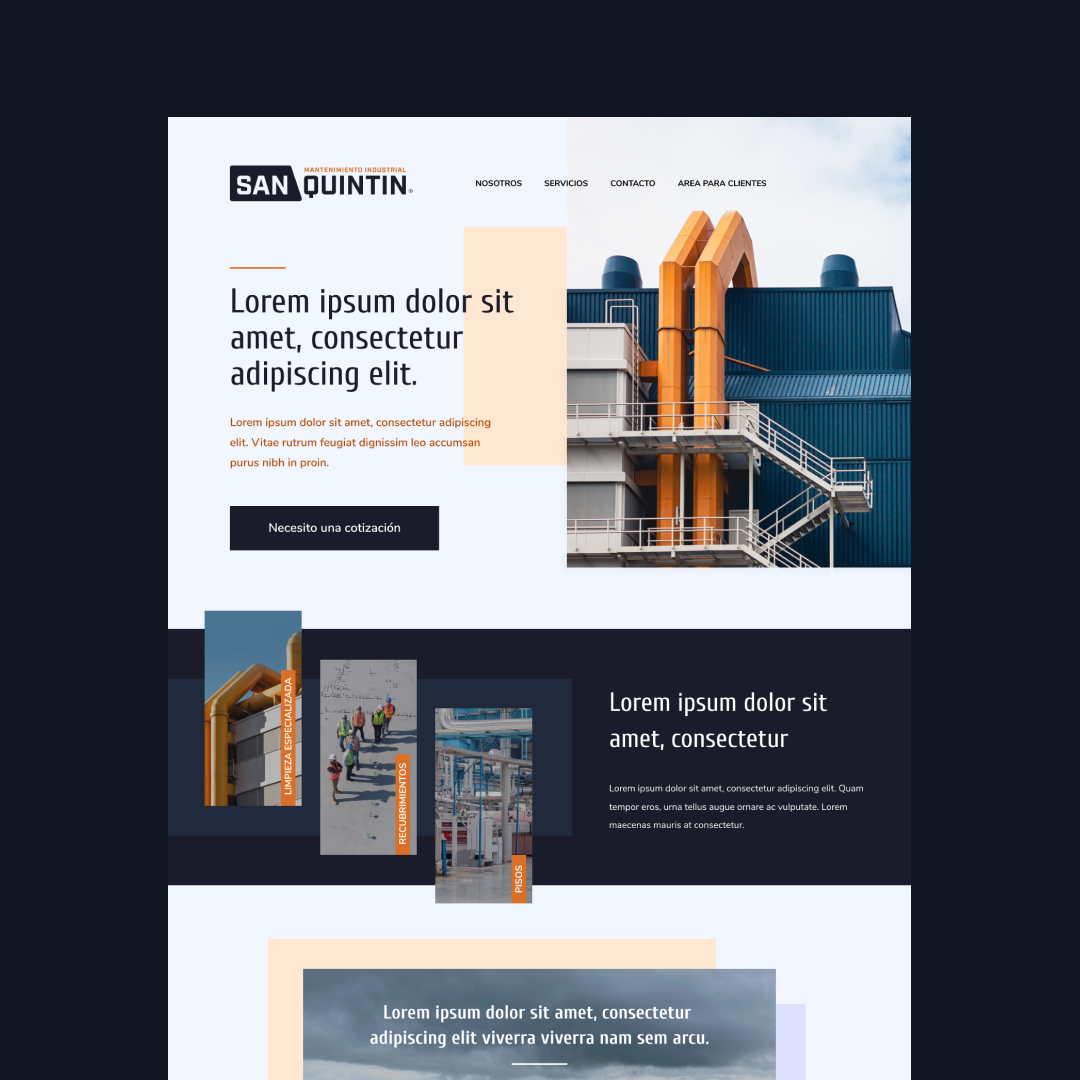 MANTENIMIENTO INDUSTRIAL
SAN QUINTIN ®
NOSOTROS SERVICIOS CONTACTO AREA PARA CLIENTES
Lorem ipsum dolor sit
amet, consectetur
adipiscing elit.
Lorem ipsum dolor sit amet, consectetur adipiscing
elit. Vitae rutrum feugiat dignissim leo accumsan
purus nibh in proin.
Necesito una cotización
LIMPIEZA ESPECIALIZADA
RECUBRIMIENTOS
PISOS
Lorem ipsum dolor sit
amet, consectetur
Lorem ipsum dolor sit amet, consectetur adipiscing elit. Quam
tempor eros, urna tellus augue ornare ac vulputate. Lorem
maecenas mauris at consectetur.
Lorem ipsum dolor sit amet, consectetur
adipiscing elit viverra viverra nam sem arcu.